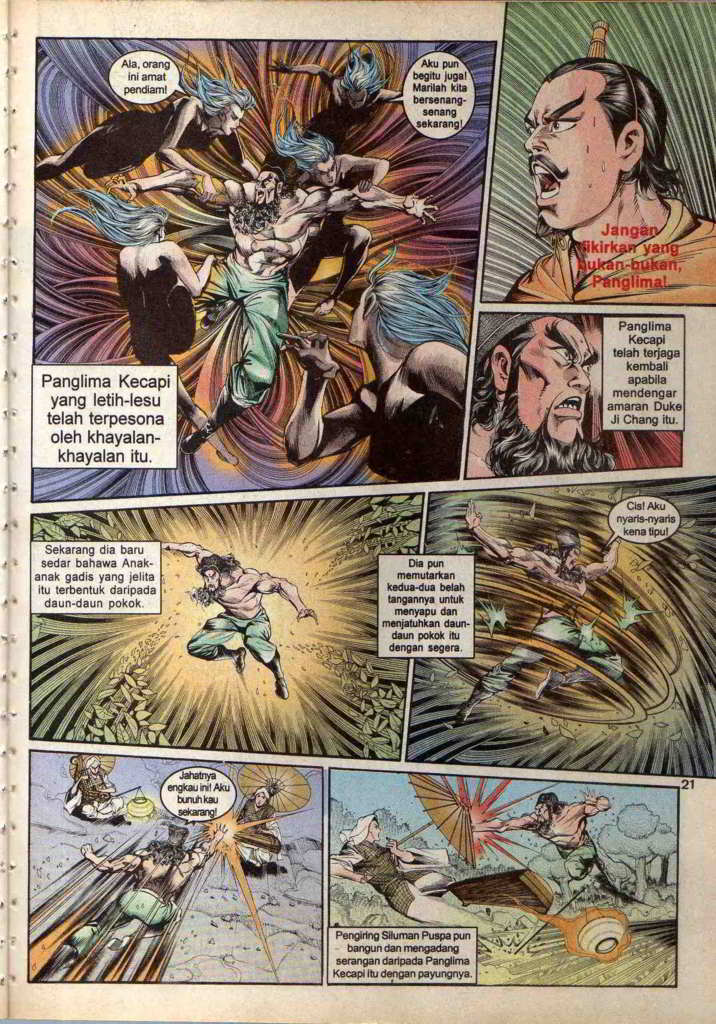 Ala, orang
ini amat
pendiam!
Aku pun
begitu juga!
Marilah kita
bersenang-
senang
sekarang!
Panglima Kecapi
yang letih-lesu
telah terpesona
oleh khayalan-
khayalan itu.
Jangan
fikirkan yang
bukan-bukan,
Panglima!
Panglima
Kecapi
telah terjaga
kembali
apabila
mendengar
amaran Duke
Ji Chang itu.
Sekarang dia baru
sedar bahawa Anak-
anak gadis yang jelita
itu terbentuk daripada
daun-daun pokok.
Dia pun
memutarkan
kedua-dua belah
tangannya untuk
menyapu dan
menjatuhkan daun-
daun pokok itu
dengan segera.
Cis! Aku
nyaris-nyaris
kena tipu!
Jahatnya
engkau ini! Aku
bunuh kau
sekarang!
21
Pengiring Siluman Puspa pun
bangun dan mengadang
serangan daripada Panglima
Kecapi itu dengan payungnya.